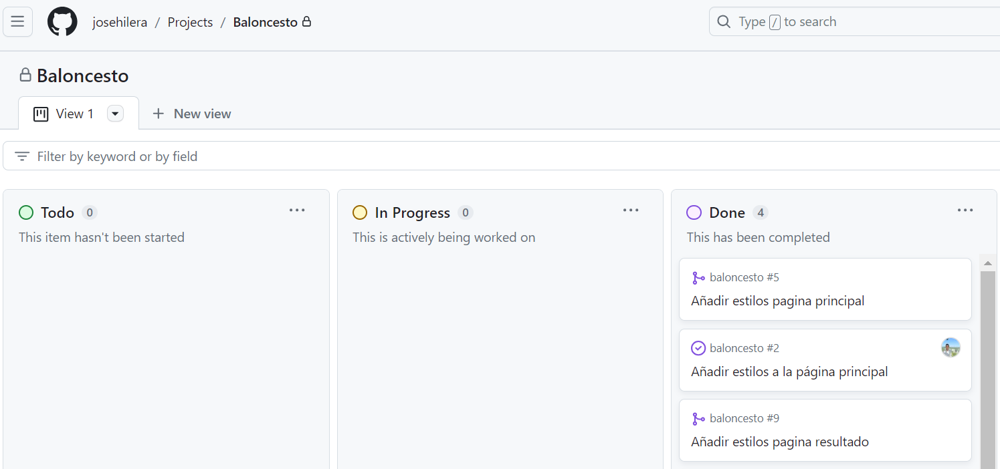 josehilera / Projects / Baloncesto
Type / to search
Baloncesto
View 1
New view
Filter by keyword or by field
Todo 0
This item hasn't been started
In Progress 0
This is actively being worked on
Done 4
This has been completed
baloncesto #5
Añadir estilos pagina principal
baloncesto #2
Añadir estilos a la página principal
baloncesto #9
Añadir estilos pagina resultado